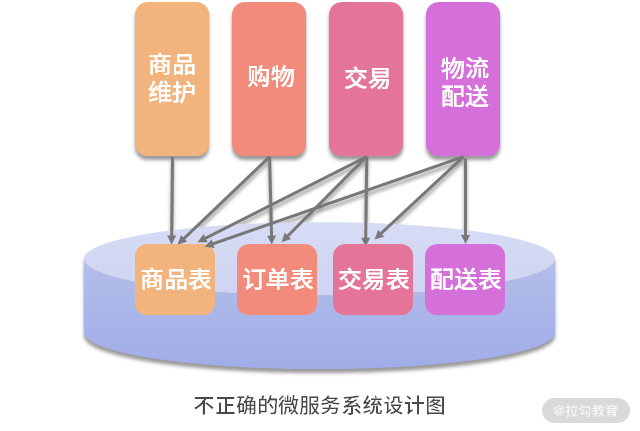 商品
维护
购物
交易
物流
配送
商品表
订单表
交易表
配送表
不正确的微服务系统设计图
@拉勾教育